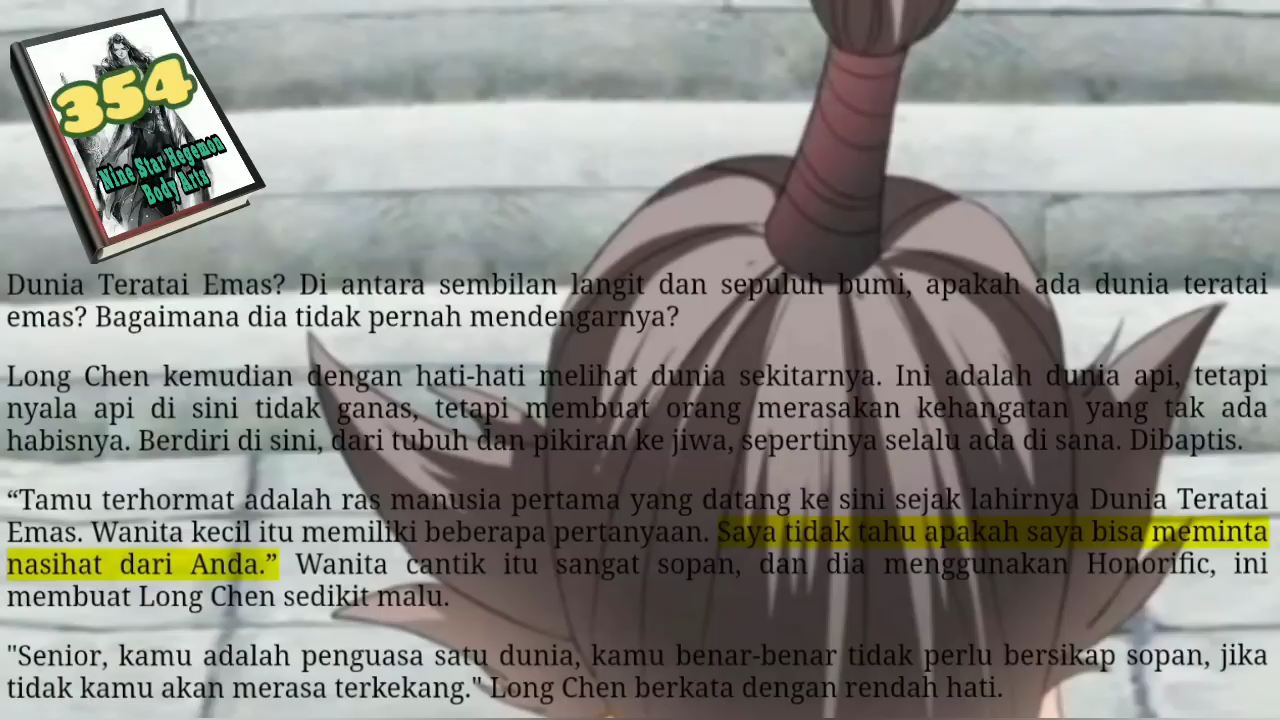 354
Nine Star Hegemon
Body Arts
Dunia Teratai Emas? Di antara sembilan langit dan sepuluh bumi, apakah ada dunia teratai
emas? Bagaimana dia tidak pernah mendengarnya?
Long Chen kemudian dengan hati-hati melihat dunia sekitarnya. Ini adalah dunia api, tetapi
nyala api di sini tidak ganas, tetapi membuat orang merasakan kehangatan yang tak ada
habisnya. Berdiri di sini, dari tubuh dan pikiran ke jiwa, sepertinya selalu ada di sana. Dibaptis.
“Tamu terhormat adalah ras manusia pertama yang datang ke sini sejak lahirnya Dunia Teratai
Emas. Wanita kecil itu memiliki beberapa pertanyaan. Saya tidak tahu apakah saya bisa meminta
nasihat dari Anda.” Wanita cantik itu sangat sopan, dan dia menggunakan Honorific, ini
membuat Long Chen sedikit malu.
"Senior, kamu adalah penguasa satu dunia, kamu benar-benar tidak perlu bersikap sopan, jika
tidak kamu akan merasa terkekang." Long Chen berkata dengan rendah hati.